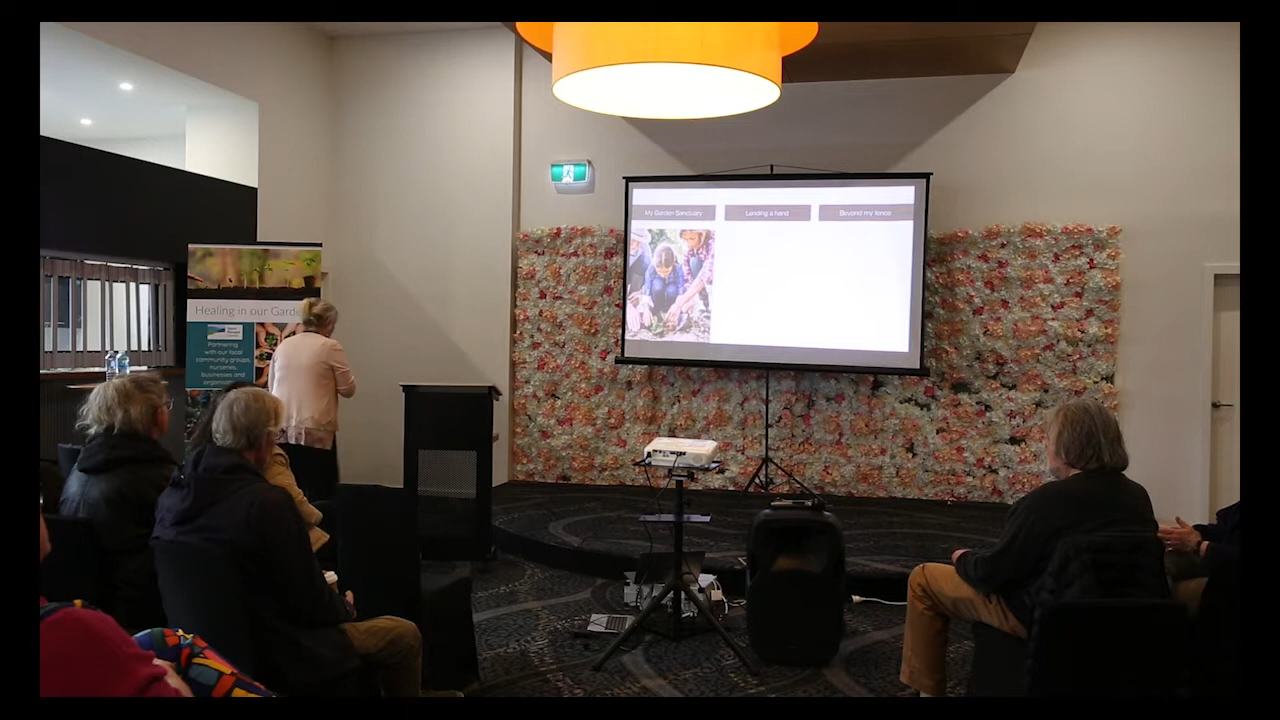 My Garden Sanctuary
Lending a hand
Beyond my fence
Healing in our Garde
Partnering
with our local
community groups,
nurseries,
businesses and